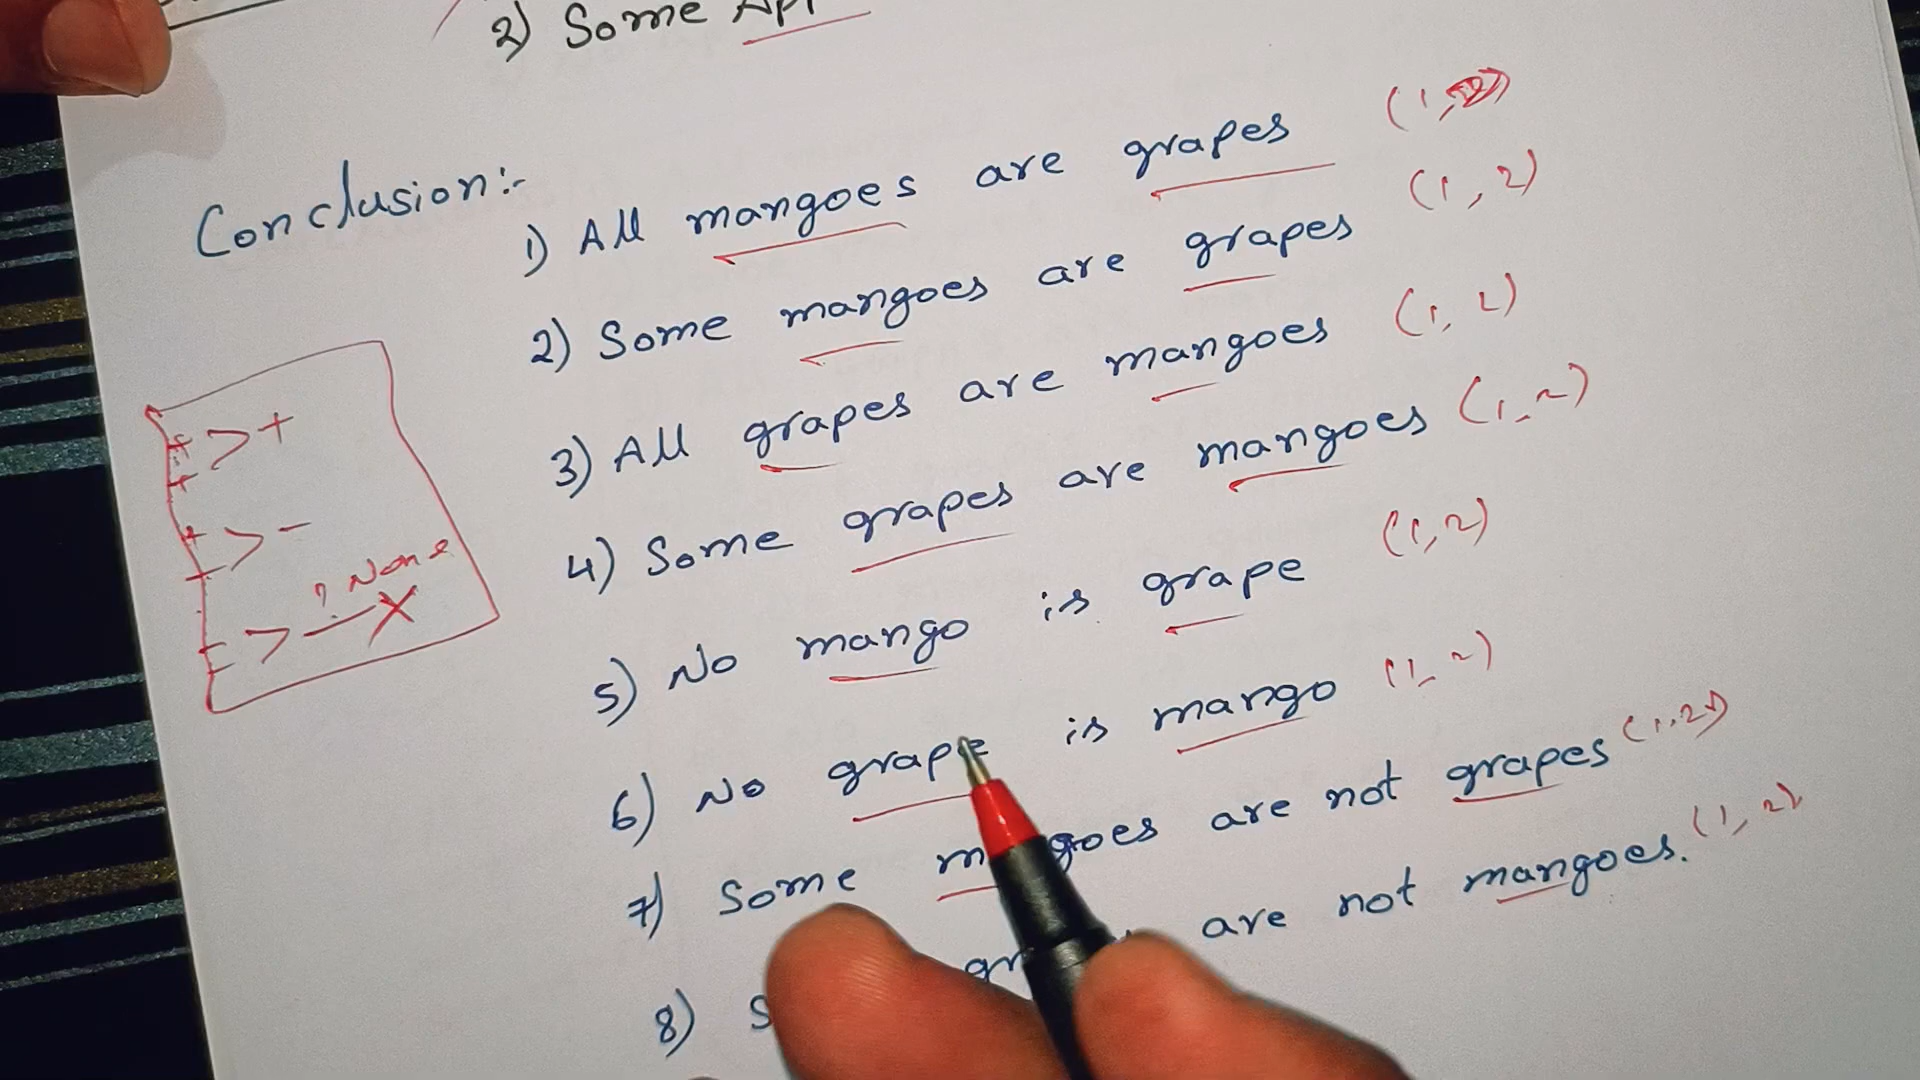 2) Some
Conclusion:-
1) All mangoes are grapes (1,2)
2) Some mangoes are grapes (1, 2)
3) All grapes are mangoes (1, 2)
4) Some grapes are mangoes (1, 2)
5) No mango is grape (1, 2)
6) No grape is mango (1, 2)
7) Some are not grapes (1, 2)
8) are not mangoes. (1, 2)
+ > +
+
+ > -
-
? None
- > - X
-